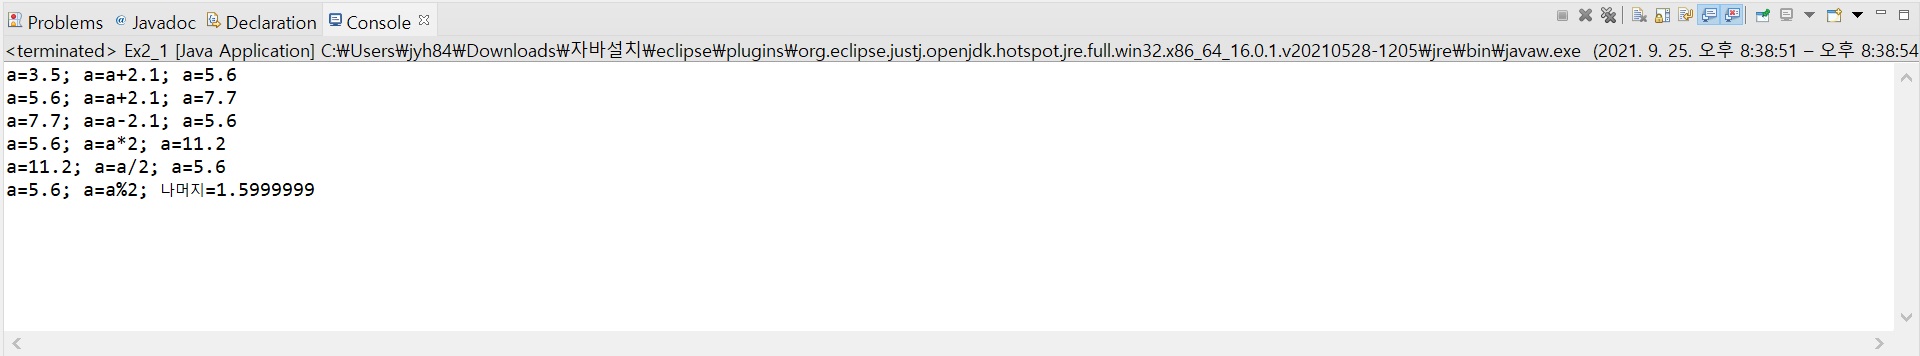 Problems @ Javadoc Declaration Console
<terminated> Ex2_1 [Java Application] C:₩Users₩jyh84₩Downloads₩자바설치₩eclipse₩plugins₩org.eclipse.justj.openjdk.hotspot.jre.full.win32.x86_64_16.0.1.v20210528-1205₩jre₩bin₩javaw.exe (2021. 9. 25. 오후 8:38:51 – 오후 8:38:54
a=3.5; a=a+2.1; a=5.6
a=5.6; a=a+2.1; a=7.7
a=7.7; a=a-2.1; a=5.6
a=5.6; a=a*2; a=11.2
a=11.2; a=a/2; a=5.6
a=5.6; a=a%2; 나머지=1.5999999